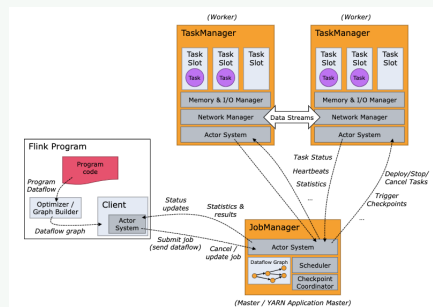 (Worker)
(Worker)
TaskManager
TaskManager
Task
Slot
Task
Slot
Task
Slot
Task
Slot
Task
Slot
Task
Slot
Task
Task
Task
Task
Memory & I/O Manager
Memory & I/O Manager
Network Manager
Data Streams
Network Manager
Actor System
Actor System
Flink Program
Program
code
Program
Dataflow
Optimizer /
Graph Builder
Dataflow graph
Client
Actor
System
Status
updates
Statistics &
results
Submit job
(send dataflow)
Cancel /
update job
Task Status
Heartbeats
Statistics
...
Deploy/Stop/
Cancel Tasks
Trigger
Checkpoints
...
JobManager
Actor System
Dataflow Graph
Scheduler
Checkpoint
Coordinator
(Master / YARN Application Master)